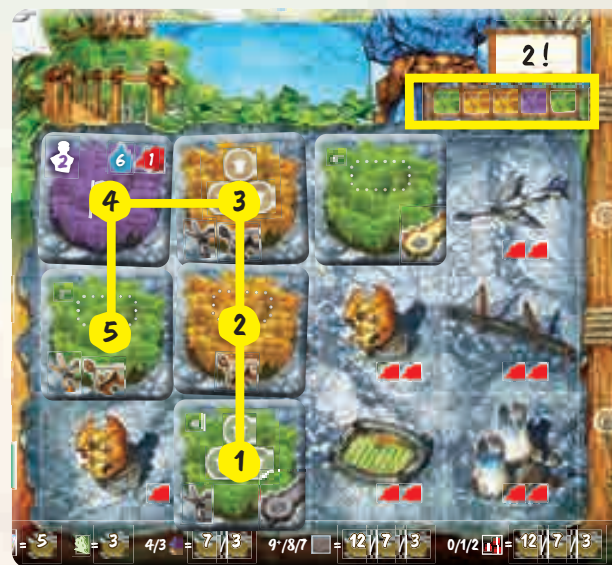 2!
2 6 1
4 3
5 2
1
= 5 = 3 4/3 = 7 / 3 9+/8/7 = 12 / 7 / 3 0/1/2 = 12 / 7 / 3